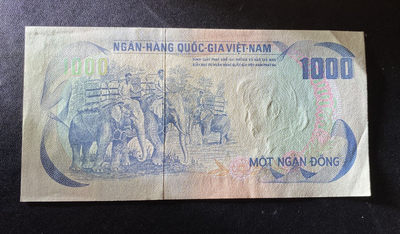 NGÂN-HÀNG QUỐC-GIA VIỆT-NAM
1000
1000
MỘT NGÀN ĐỒNG